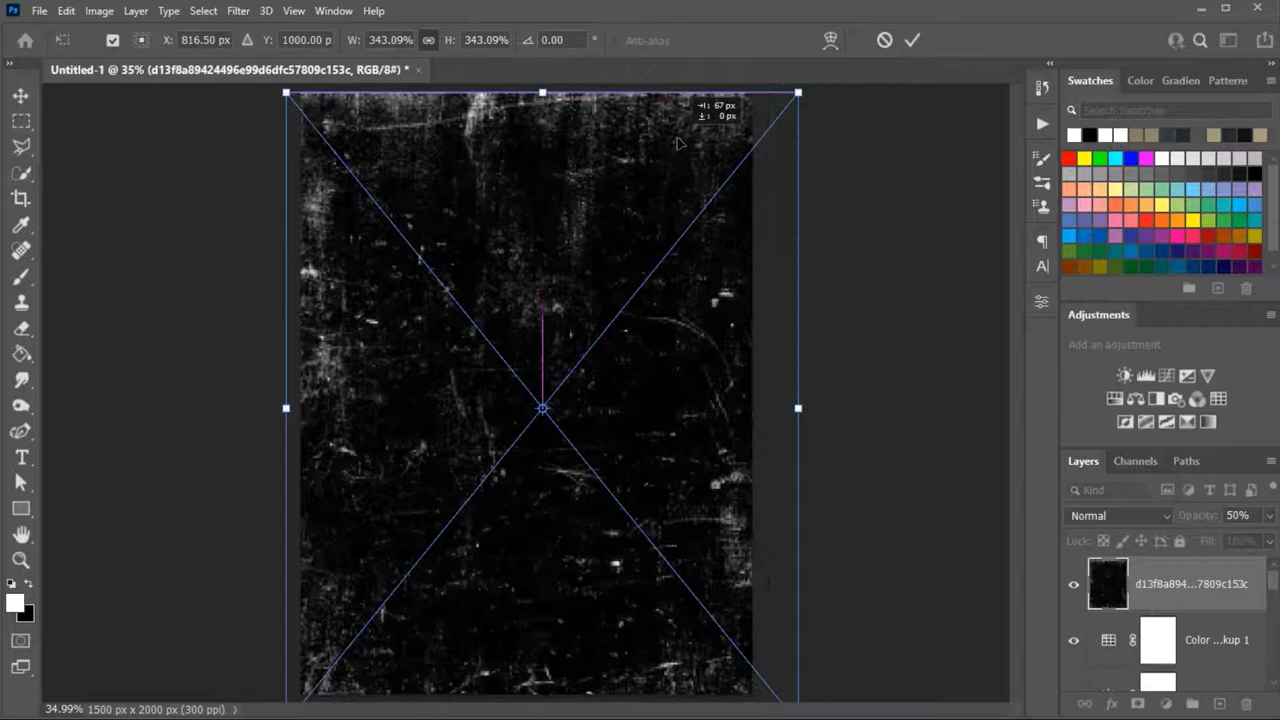 Ps File Edit Image Layer Type Select Filter 3D View Window Help
X: 816.50 px Y: 1000.00 p W: 343.09% H: 343.09% 0.00 ° Anti-alias
Untitled-1 @ 35% (d13f8a89424496e99d6dfc57809c153c, RGB/8#) * ×
Swatches Color Gradient Patterns
Search Swatches
: 67 px
: 0 px
Adjustments
Add an adjustment
Layers Channels Paths
Kind
Normal Opacity: 50%
Lock: Fill: 100%
d13f8a894...7809c153c
Color ...kup 1
34.99% 1500 px x 2000 px (300 ppi) >